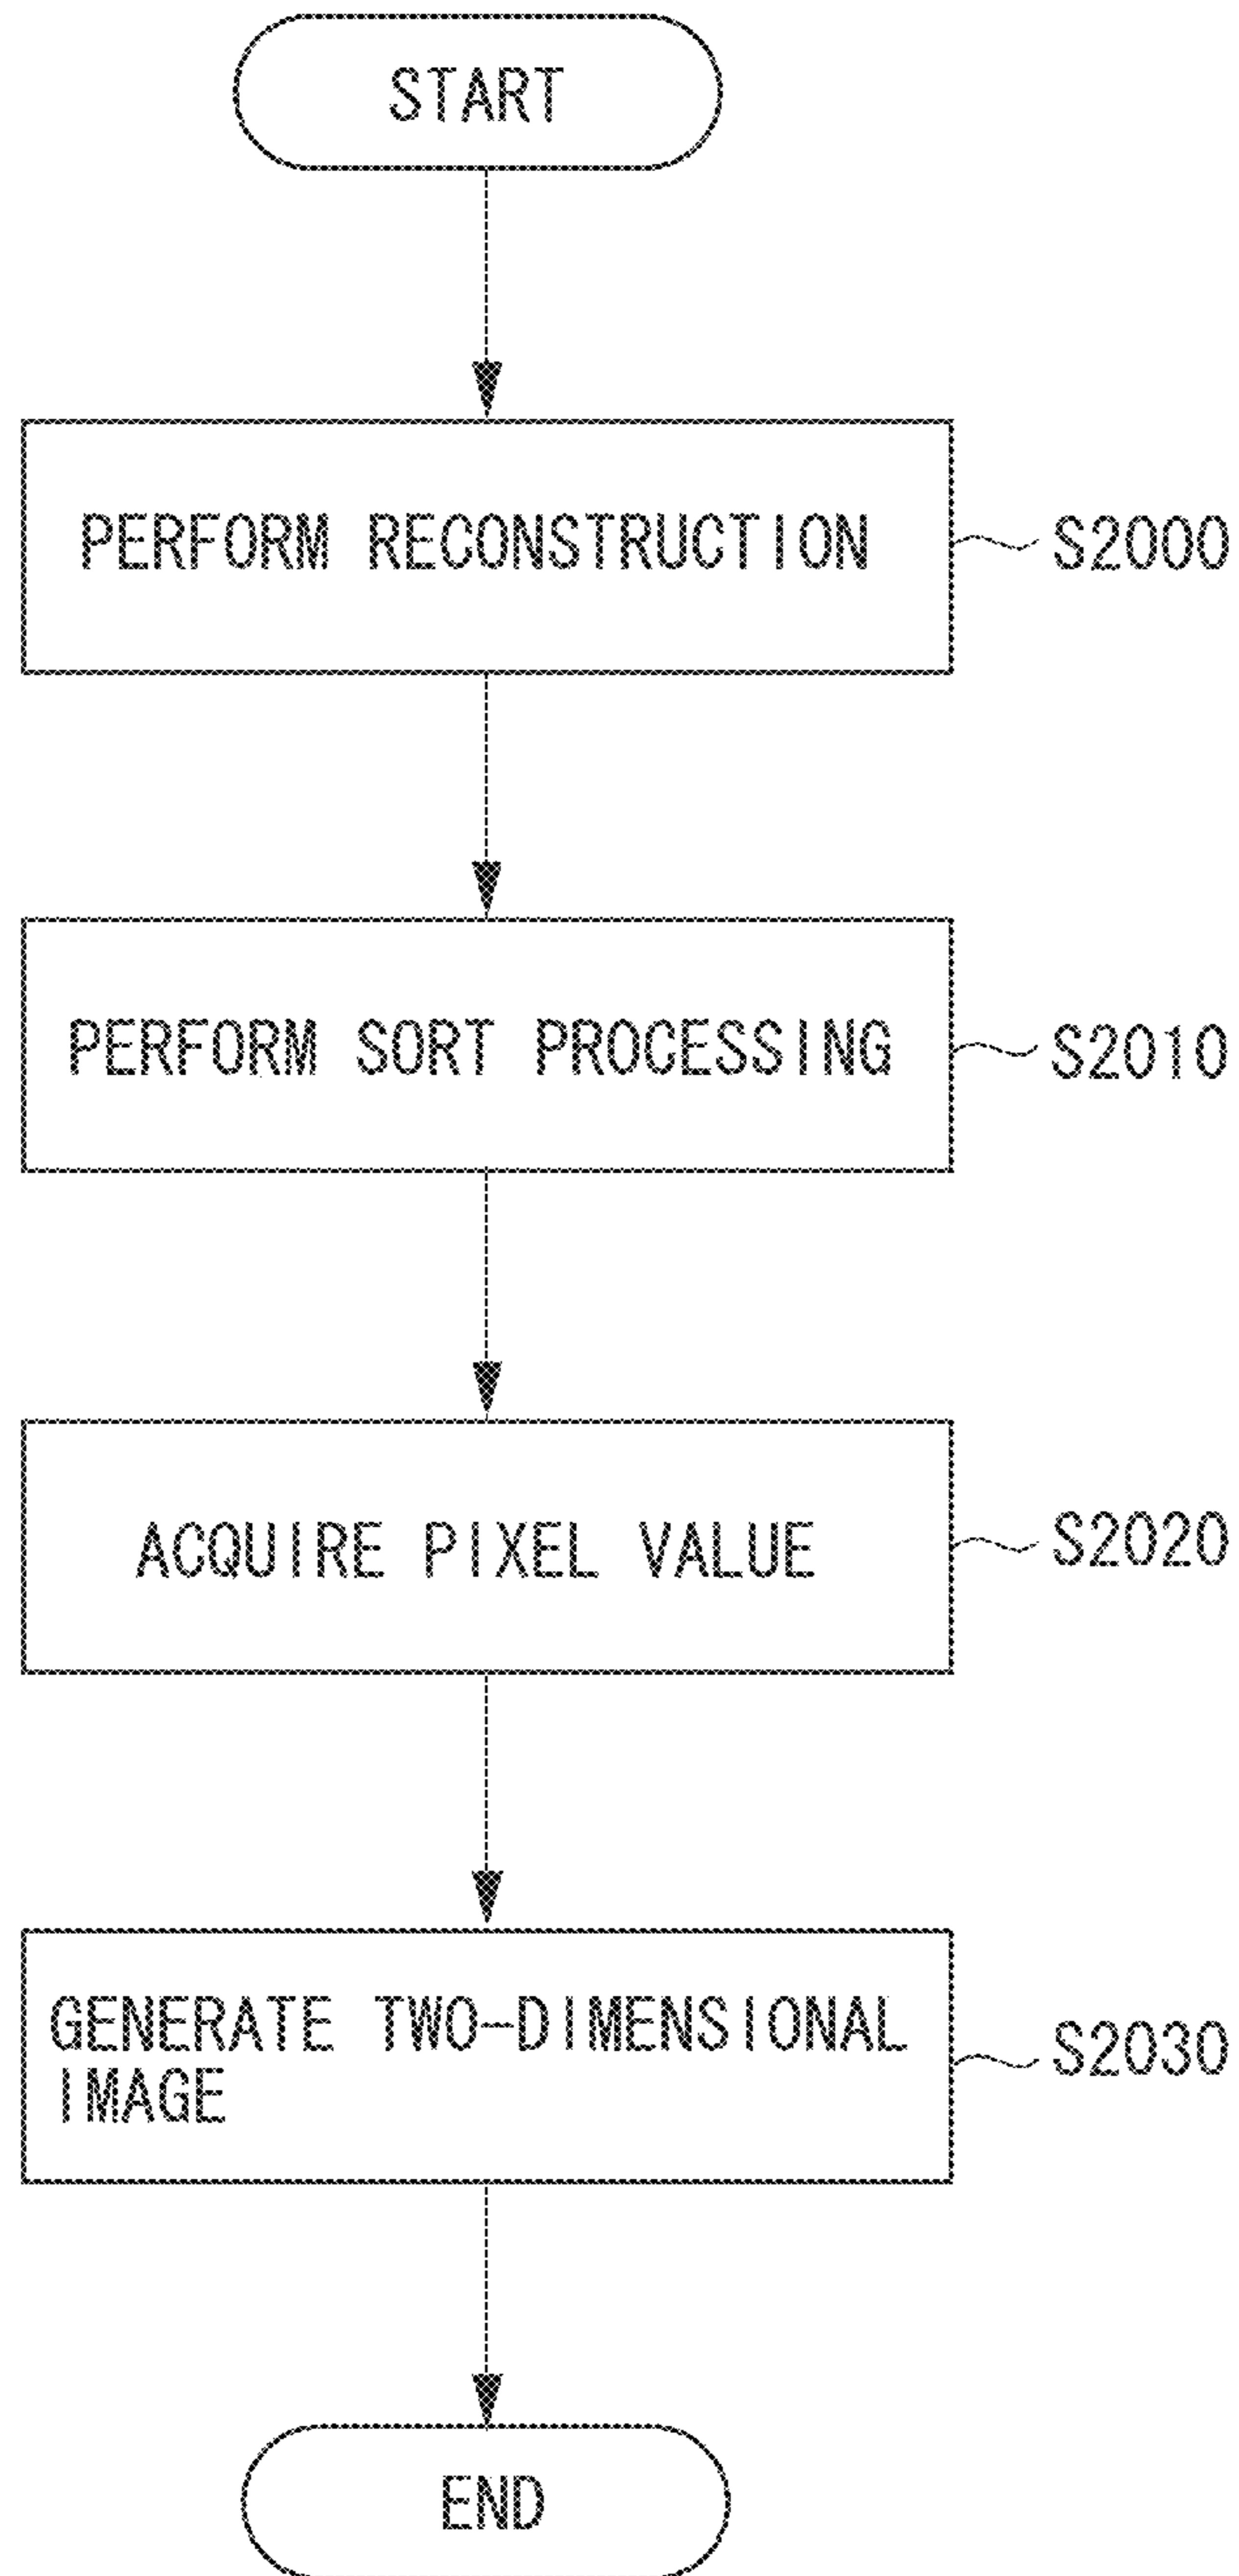 START
PERFORM RECONSTRUCTION
S2000
PERFORM SORT PROCESSING
S2010
ACQUIRE PIXEL VALUE
S2020
GENERATE TWO-DIMENSIONAL
IMAGE
S2030
END